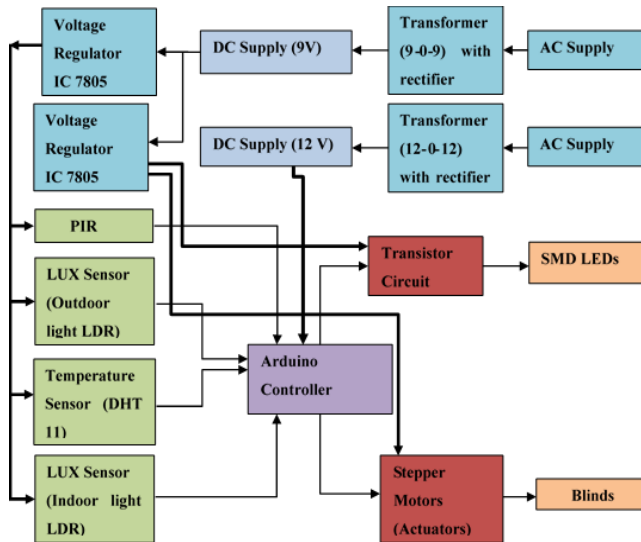 Voltage
Regulator
IC 7805
DC Supply (9V)
Transformer
(9-0-9) with
rectifier
AC Supply
Voltage
Regulator
IC 7805
DC Supply (12 V)
Transformer
(12-0-12)
with rectifier
AC Supply
PIR
Transistor
Circuit
SMD LEDs
LUX Sensor
(Outdoor
light LDR)
Arduino
Controller
Temperature
Sensor (DHT
11)
LUX Sensor
(Indoor light
LDR)
Stepper
Motors
(Actuators)
Blinds